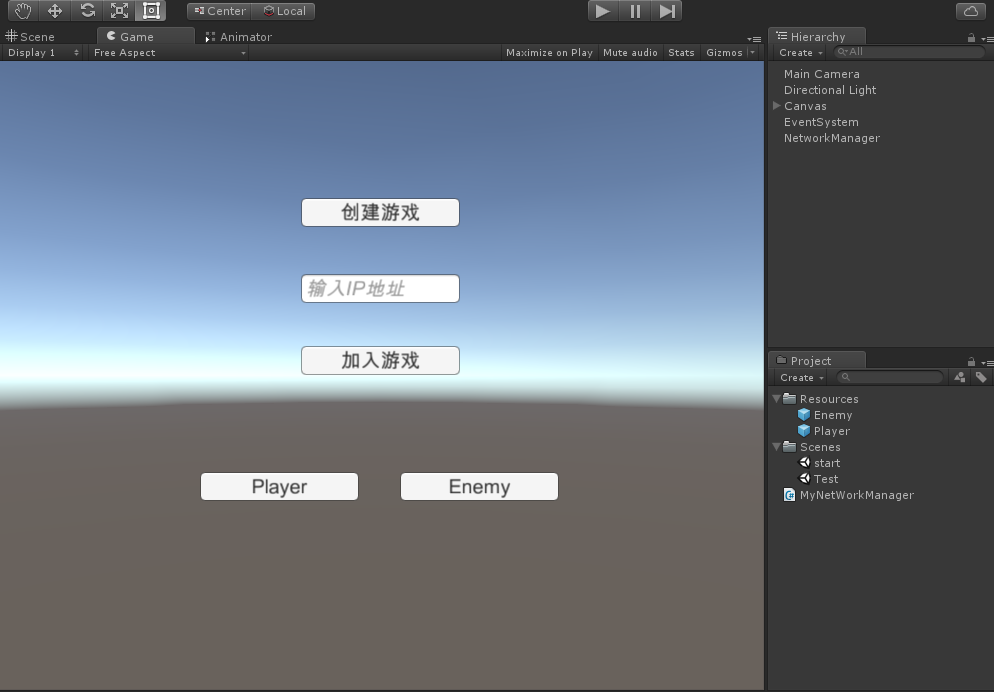 Center Local
Scene Game Animator
Display 1 Free Aspect Maximize on Play Mute audio Stats Gizmos
创建游戏
输入IP地址
加入游戏
Player Enemy
Hierarchy
Create All
Main Camera
Directional Light
Canvas
EventSystem
NetworkManager
Project
Create
Resources
Enemy
Player
Scenes
start
Test
C#
MyNetWorkManager